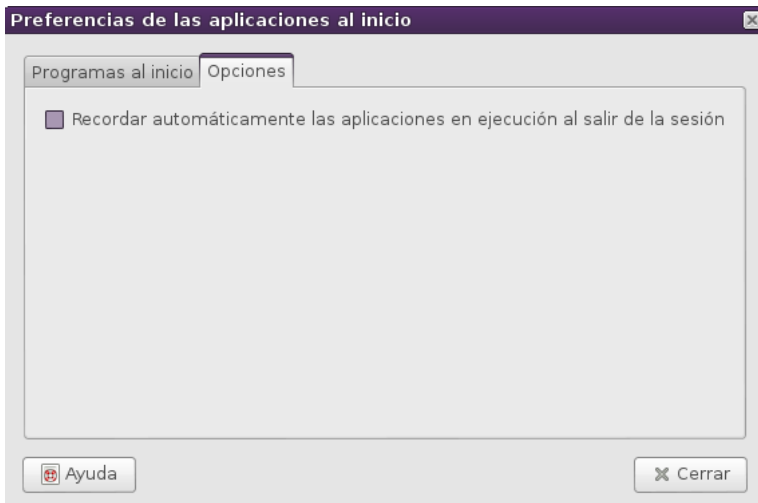 Preferencias de las aplicaciones al inicio
Programas al inicio
Opciones
Recordar automáticamente las aplicaciones en ejecución al salir de la sesión
Ayuda
Cerrar